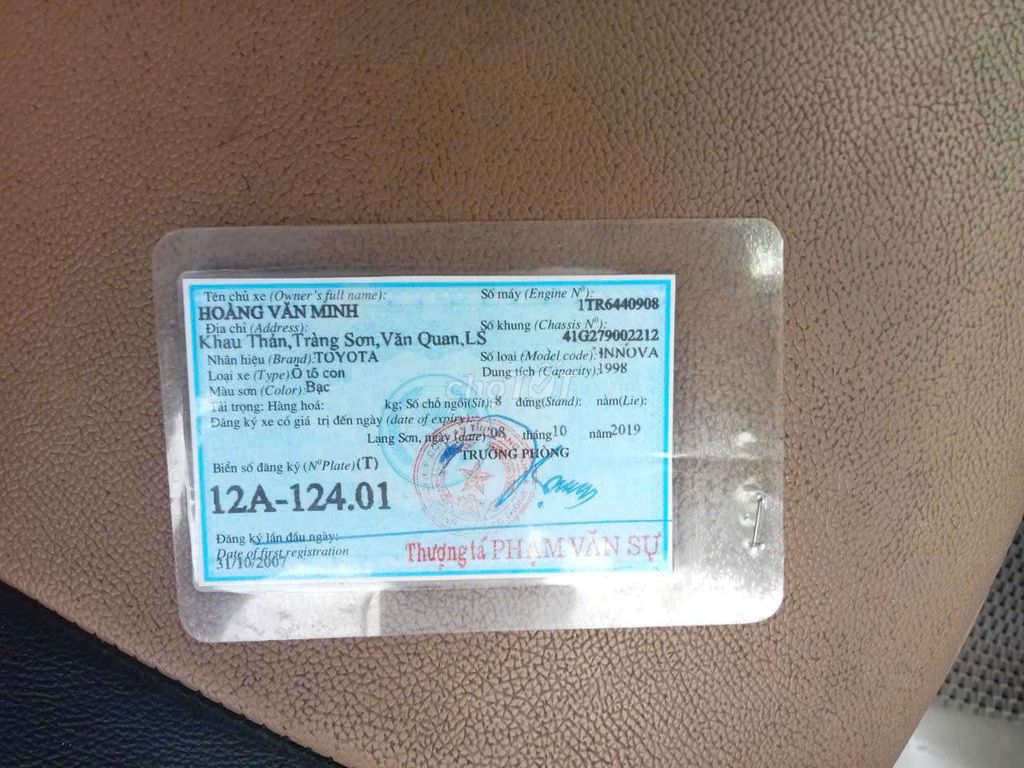 Tên chủ xe (Owner's full name):
HOÀNG VĂN MINH
Địa chỉ (Address):
Khau Thán,Tràng Sơn,Văn Quan,LS
Nhãn hiệu (Brand): TOYOTA
Loại xe (Type): Ô tô con
Màu sơn (Color): Bạc
Số máy (Engine Nº):
1TR6440908
Số khung (Chassis Nº):
41G279002212
Số loại (Model code): INNOVA
Dung tích (Capacity): 1998
Tải trọng: Hàng hoá: kg; Số chỗ ngồi(Sit): 8 đứng(Stand): nằm(Lie):
Đăng ký xe có giá trị đến ngày (date of expiry):
Lạng Sơn, ngày (date) 08 tháng 10 năm 2019
TRƯỞNG PHÒNG
Biển số đăng ký (NºPlate) (T)
12A-124.01
Đăng ký lần đầu ngày:
Date of first registration
31/10/2007
Thượng tá PHẠM VĂN SỰ
chợTỐT